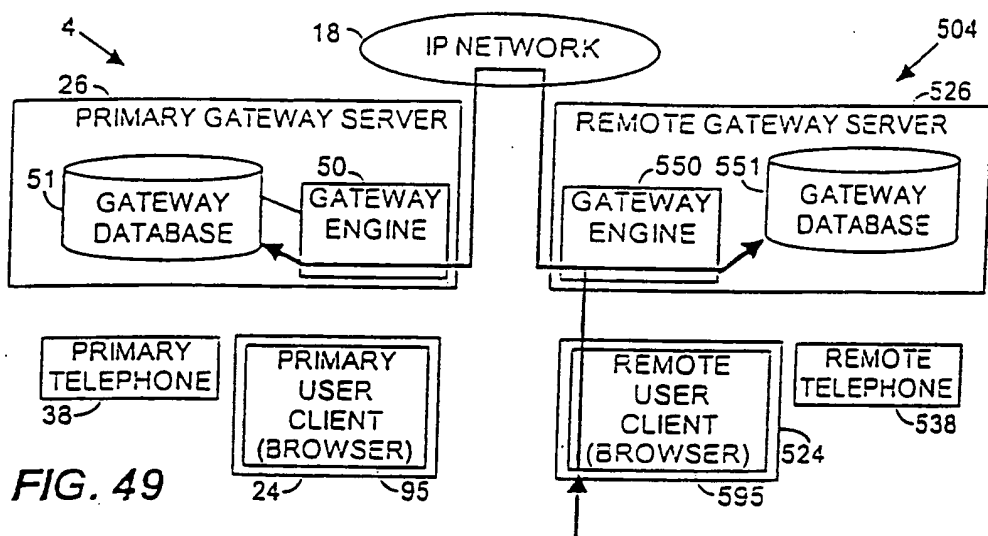 4
18
IP NETWORK
504
26
PRIMARY GATEWAY SERVER
526
REMOTE GATEWAY SERVER
51
GATEWAY
DATABASE
50
GATEWAY
ENGINE
550
GATEWAY
ENGINE
551
GATEWAY
DATABASE
PRIMARY
TELEPHONE
38
PRIMARY
USER
CLIENT
(BROWSER)
24
95
REMOTE
USER
CLIENT
(BROWSER)
524
595
REMOTE
TELEPHONE
538
FIG. 49